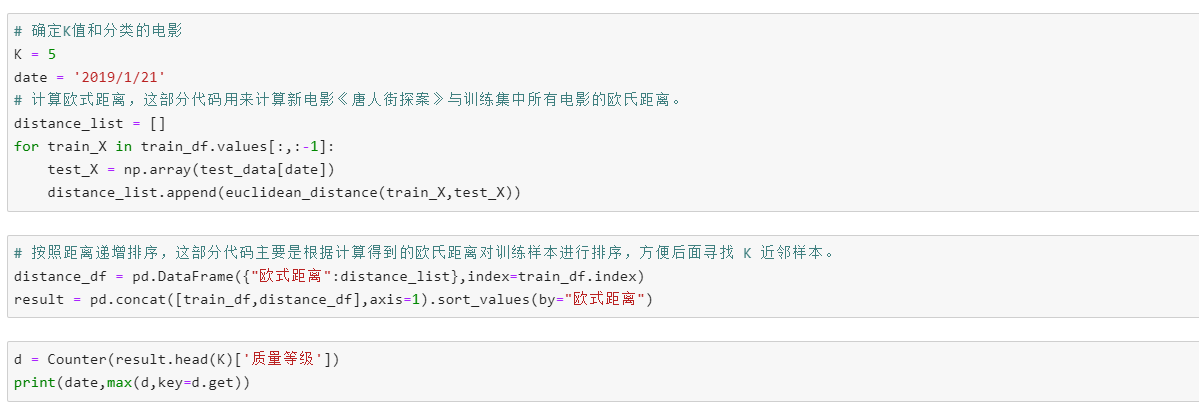 # 确定K值和分类的电影
K = 5
date = '2019/1/21'
# 计算欧式距离，这部分代码用来计算新电影《唐人街探案》与训练集中所有电影的欧氏距离。
distance_list = []
for train_X in train_df.values[:,:-1]:
    test_X = np.array(test_data[date])
    distance_list.append(euclidean_distance(train_X,test_X))
# 按照距离递增排序，这部分代码主要是根据计算得到的欧氏距离对训练样本进行排序，方便后面寻找 K 近邻样本。
distance_df = pd.DataFrame({"欧式距离":distance_list},index=train_df.index)
result = pd.concat([train_df,distance_df],axis=1).sort_values(by="欧式距离")
d = Counter(result.head(K)['质量等级'])
print(date,max(d,key=d.get))